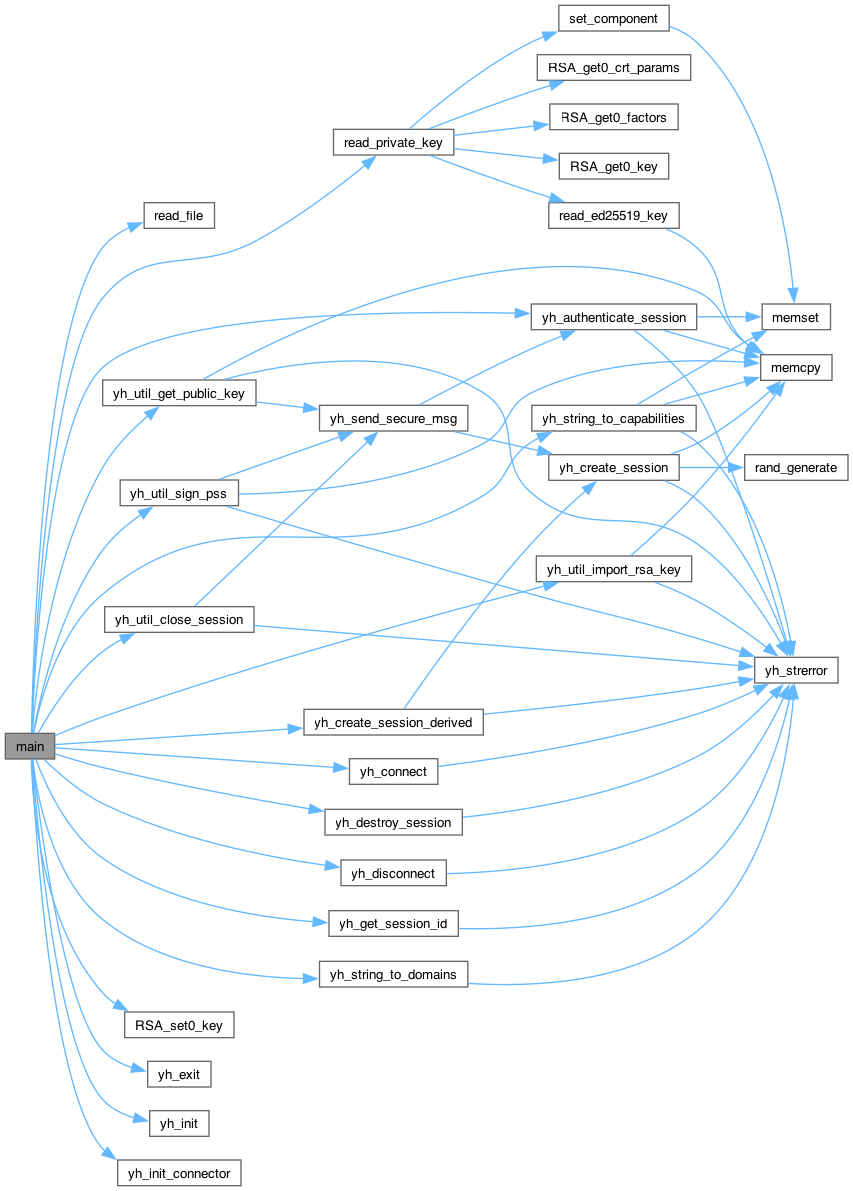 set_component
RSA_get0_crt_params
RSA_get0_factors
read_private_key
RSA_get0_key
read_file
read_ed25519_key
yh_authenticate_session
memset
memcpy
yh_util_get_public_key
yh_send_secure_msg
yh_string_to_capabilities
yh_create_session
rand_generate
yh_util_sign_pss
yh_util_import_rsa_key
yh_util_close_session
yh_strerror
yh_create_session_derived
main
yh_connect
yh_destroy_session
yh_disconnect
yh_get_session_id
yh_string_to_domains
RSA_set0_key
yh_exit
yh_init
yh_init_connector